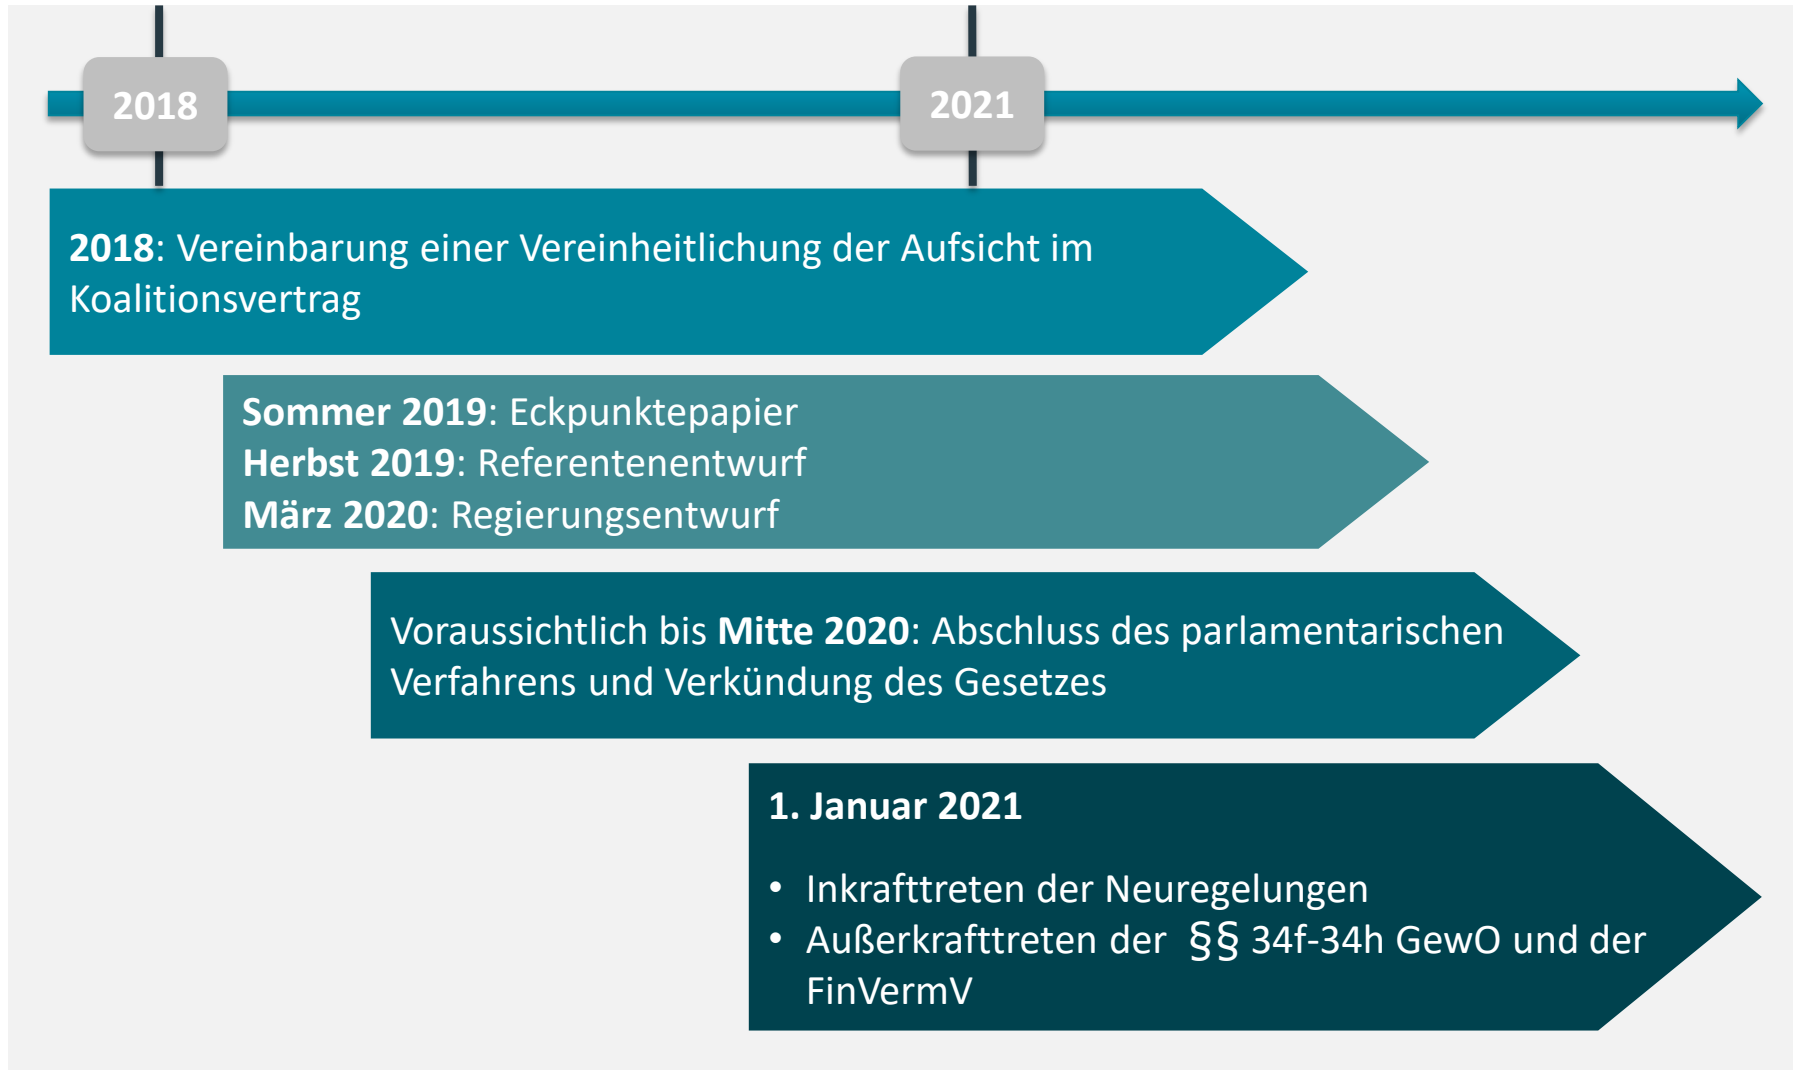 2018
2021
2018: Vereinbarung einer Vereinheitlichung der Aufsicht im
Koalitionsvertrag
Sommer 2019: Eckpunktepapier
Herbst 2019: Referentenentwurf
März 2020: Regierungsentwurf
Voraussichtlich bis Mitte 2020: Abschluss des parlamentarischen
Verfahrens und Verkündung des Gesetzes
1. Januar 2021
• Inkrafttreten der Neuregelungen
• Außerkrafttreten der §§ 34f-34h GewO und der
FinVermV